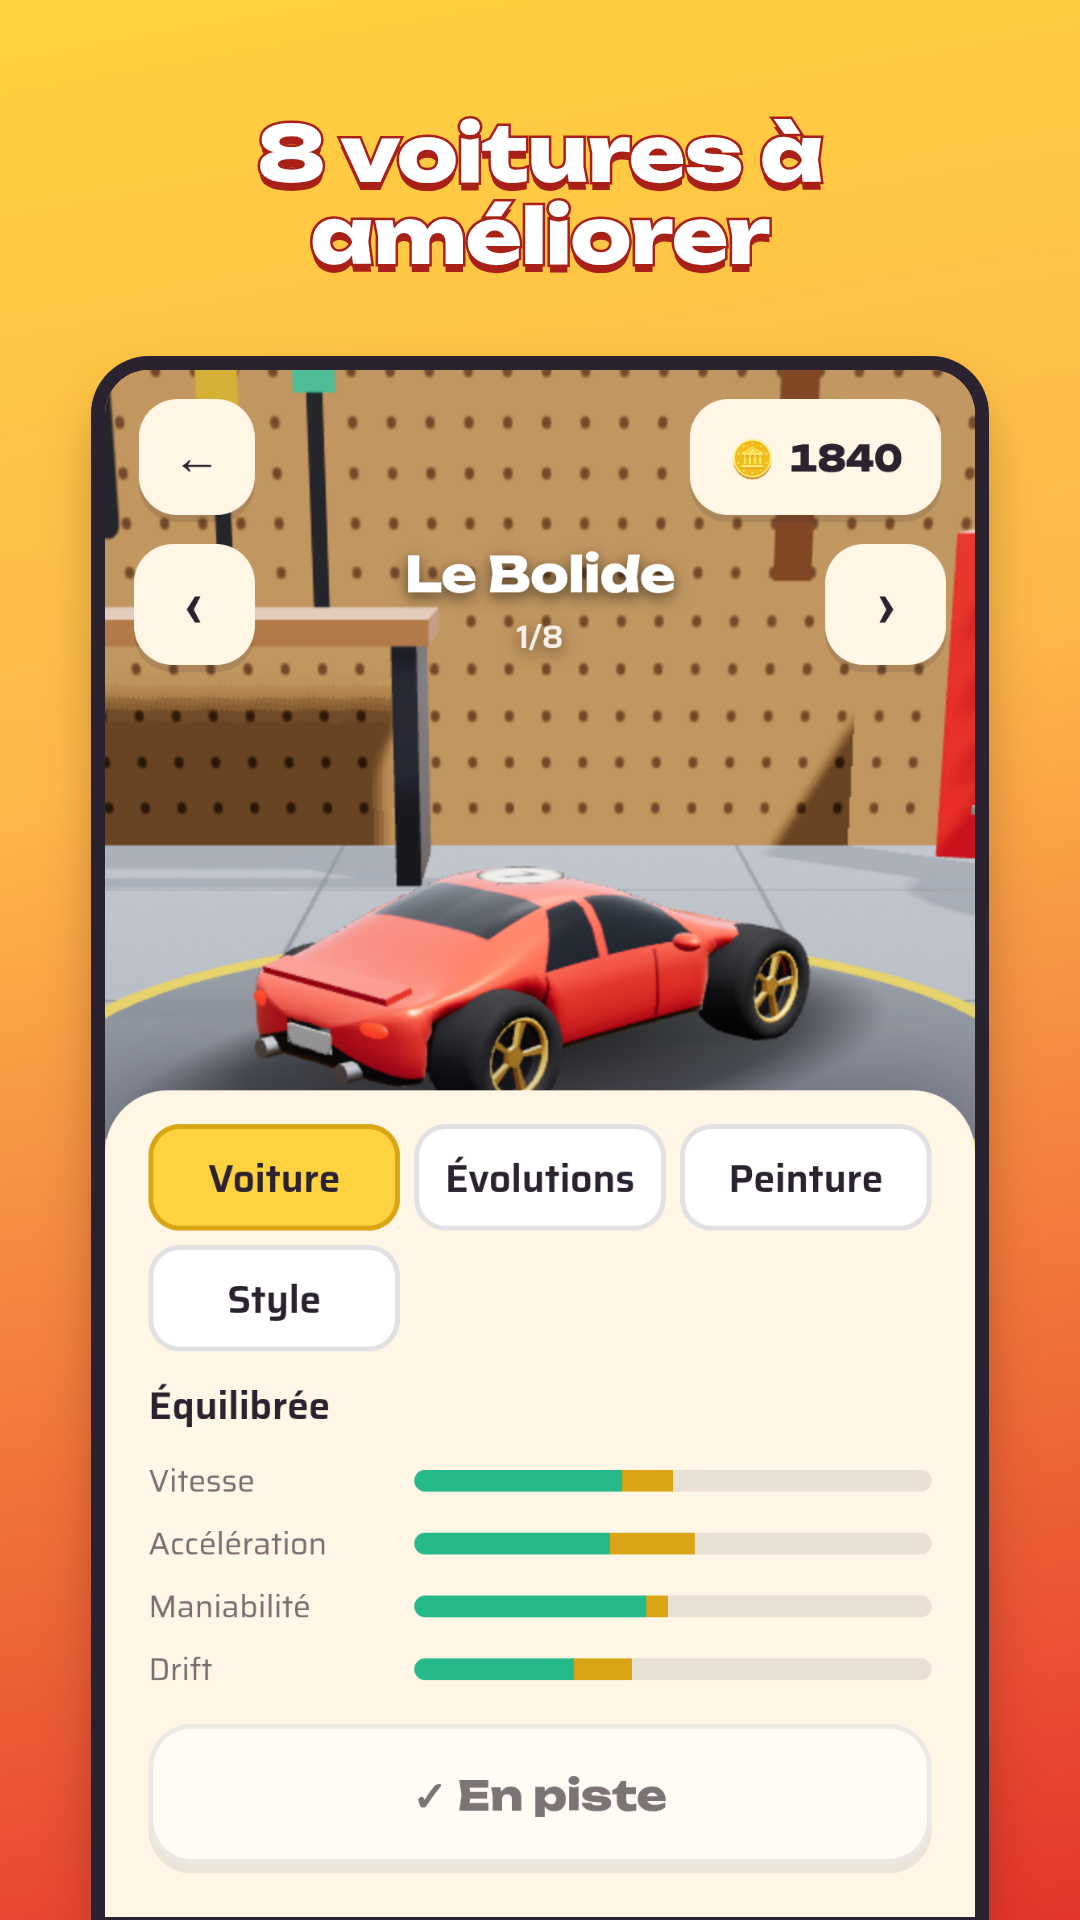 8 voitures à
améliorer
← 🪙 1840
‹ Le Bolide ›
1/8
Voiture Évolutions Peinture
Style
Équilibrée
Vitesse
Accélération
Maniabilité
Drift
✓ En piste